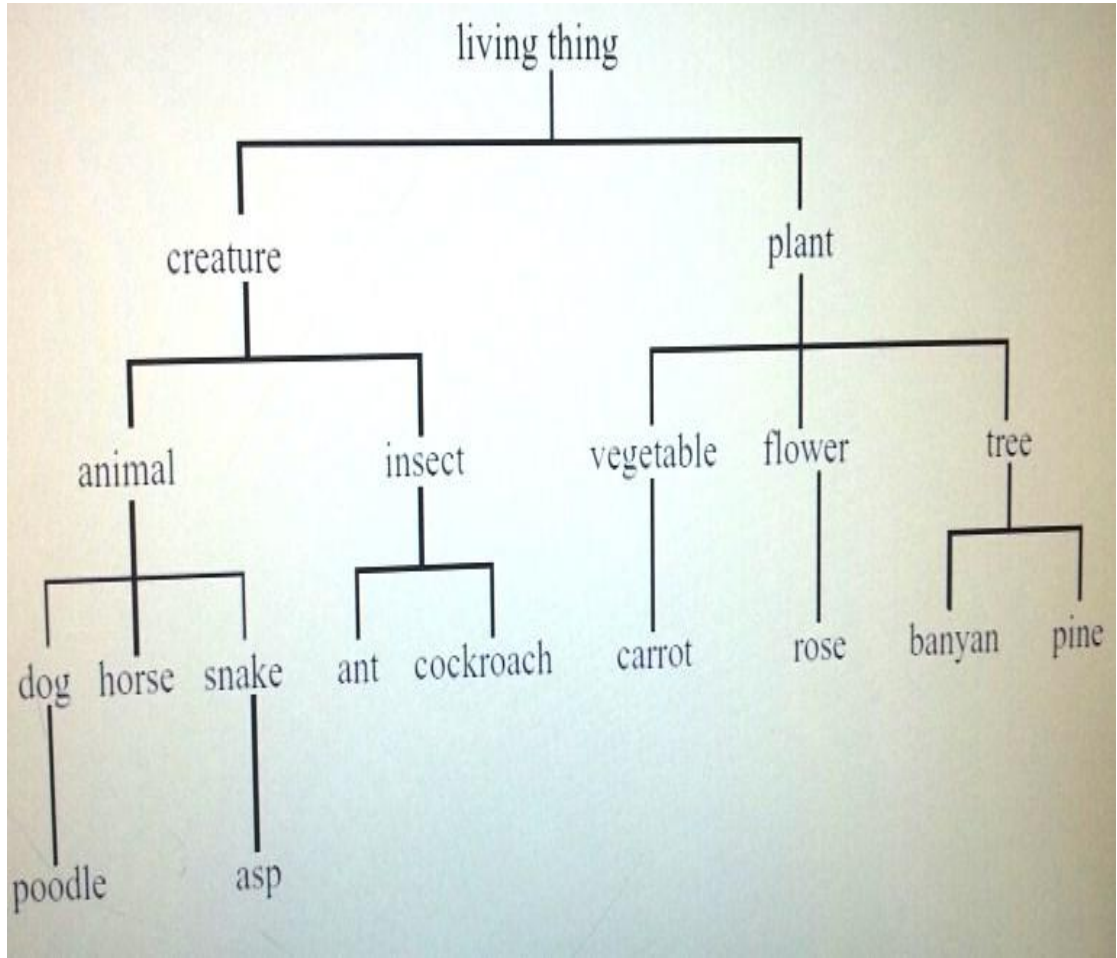 living thing
creature plant
animal insect vegetable flower tree
dog horse snake ant cockroach carrot rose banyan pine
poodle asp